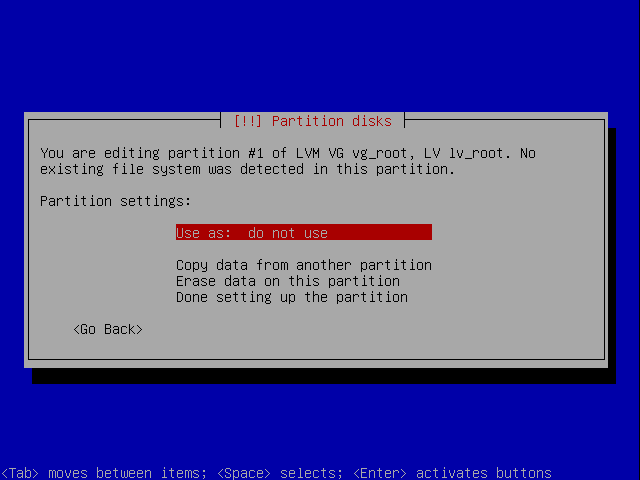 [!!] Partition disks
You are editing partition #1 of LVM VG vg_root, LV lv_root. No
existing file system was detected in this partition.
Partition settings:
Use as: do not use
Copy data from another partition
Erase data on this partition
Done setting up the partition
<Go Back>
<Tab> moves between items; <Space> selects; <Enter> activates buttons